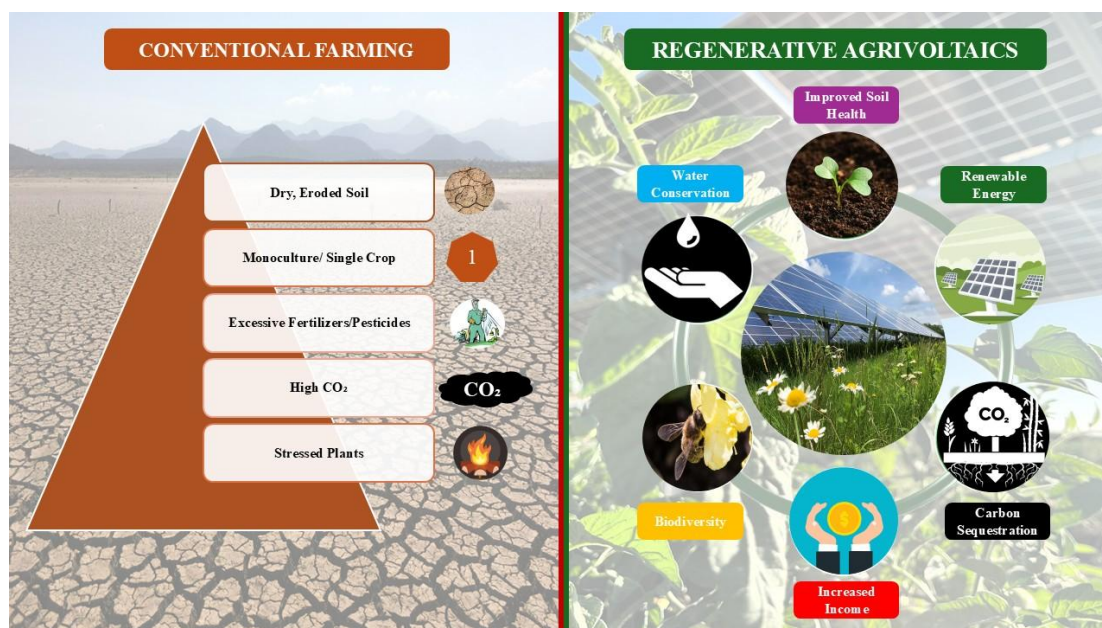 CONVENTIONAL FARMING
Dry, Eroded Soil
Monoculture/ Single Crop
1
Excessive Fertilizers/Pesticides
High CO₂
CO₂
Stressed Plants
REGENERATIVE AGRIVOLTAICS
Improved Soil
Health
Water
Conservation
Renewable
Energy
CO₂
Biodiversity
$
Carbon
Sequestration
Increased
Income